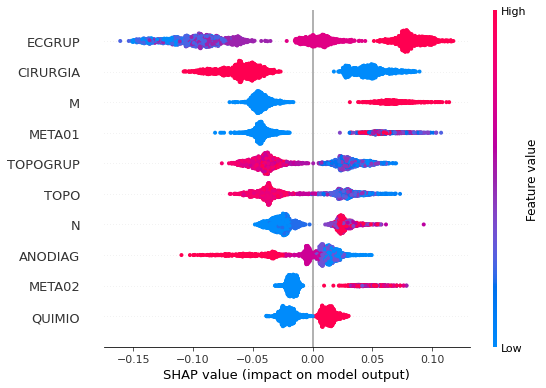 High
ECGRUP
CIRURGIA
M
META01
TOPOGRUP
TOPO
N
ANODIAG
META02
QUIMIO
Feature value
Low
−0.15 −0.10 −0.05 0.00 0.05 0.10
SHAP value (impact on model output)